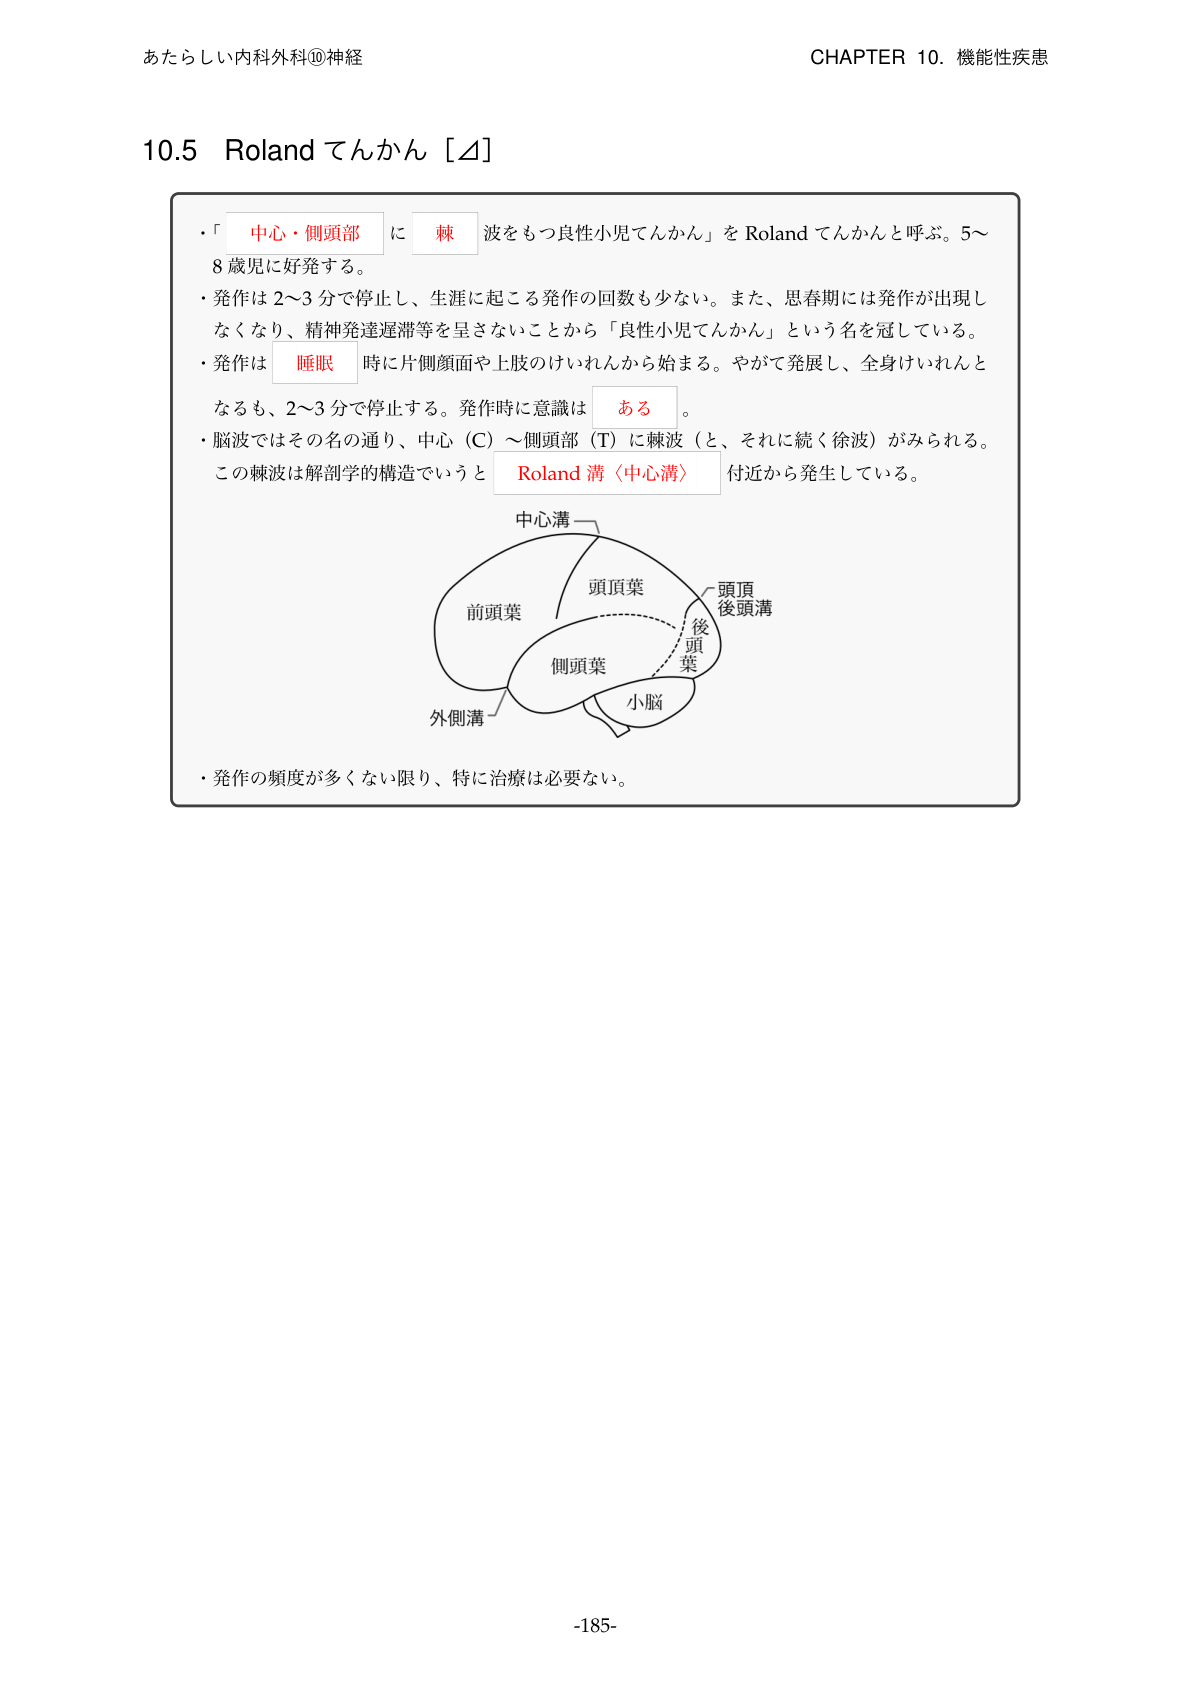 あたらしい内科外科⑩神経 CHAPTER 10. 機能性疾患
10.5 Roland てんかん［⊿］
・「 中心・側頭部 に 棘 波をもつ良性小児てんかん」を Roland てんかんと呼ぶ。5〜
8 歳児に好発する。
・発作は 2〜3 分で停止し、生涯に起こる発作の回数も少ない。また、思春期には発作が出現し
なくなり、精神発達遅滞等を呈さないことから「良性小児てんかん」という名を冠している。
・発作は 睡眠 時に片側顔面や上肢のけいれんから始まる。やがて発展し、全身けいれんと
なるも、2〜3 分で停止する。発作時に意識は ある 。
・脳波ではその名の通り、中心（C）〜側頭部（T）に棘波（と、それに続く徐波）がみられる。
この棘波は解剖学的構造でいうと Roland 溝〈中心溝〉 付近から発生している。
中心溝
頭頂葉
頭頂
後頭溝
前頭葉
後
頭
葉
側頭葉
小脳
外側溝
・発作の頻度が多くない限り、特に治療は必要ない。
-185-